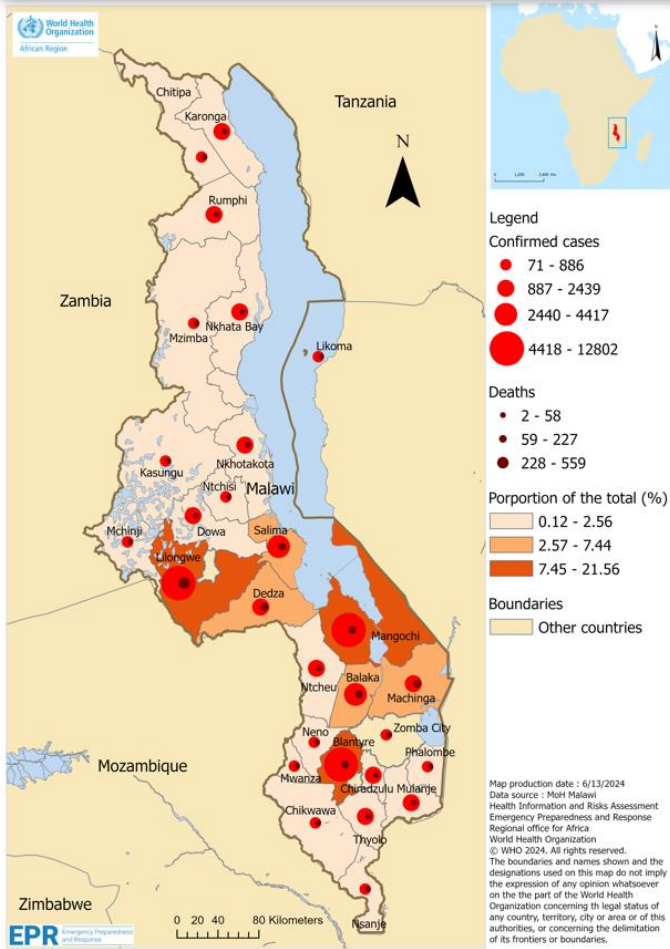 World Health
Organization
African Region
Chitipa
Tanzania
Karonga
N
Rumphi
Zambia
Nkhata Bay
Mzimba
Likoma
Nkhotakota
Kasungu
Ntchisi
Malawi
Mchinji
Dowa
Salima
Lilongwe
Dedza
Mangochi
Ntcheu
Balaka
Machinga
Neno
Zomba City
Blantyre
Phalombe
Mozambique
Mwanza
Chiradzulu
Mulanje
Chikwawa
Thyolo
Zimbabwe
Nsanje
0 20 40 80 Kilometers
EPR
Emergency Preparedness
and Response
Legend
Confirmed cases
71 - 886
887 - 2439
2440 - 4417
4418 - 12802
Deaths
2 - 58
59 - 227
228 - 559
Porportion of the total (%)
0.12 - 2.56
2.57 - 7.44
7.45 - 21.56
Boundaries
Other countries
Map production date : 6/13/2024
Data source : MoH Malawi
Health Information and Risks Assessment
Emergency Preparedness and Response
Regional office for Africa
World Health Organization
© WHO 2024. All rights reserved.
The boundaries and names shown and the
designations used on this map do not imply
the expression of any opinion whatsoever
on the the part of the World Health
Organization concerning th legal status of
any country, territory, city or area or of this
authorities, or concerning the delimitation
of its frontiers or boundaries.